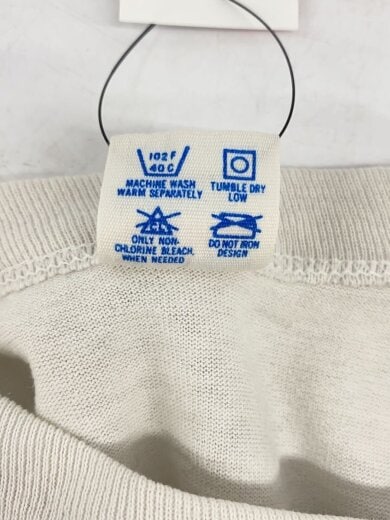 102 F
40 C
MACHINE WASH
WARM SEPARATELY
TUMBLE DRY
LOW
CL
ONLY NON-
CHLORINE BLEACH.
WHEN NEEDED
DO NOT IRON
DESIGN